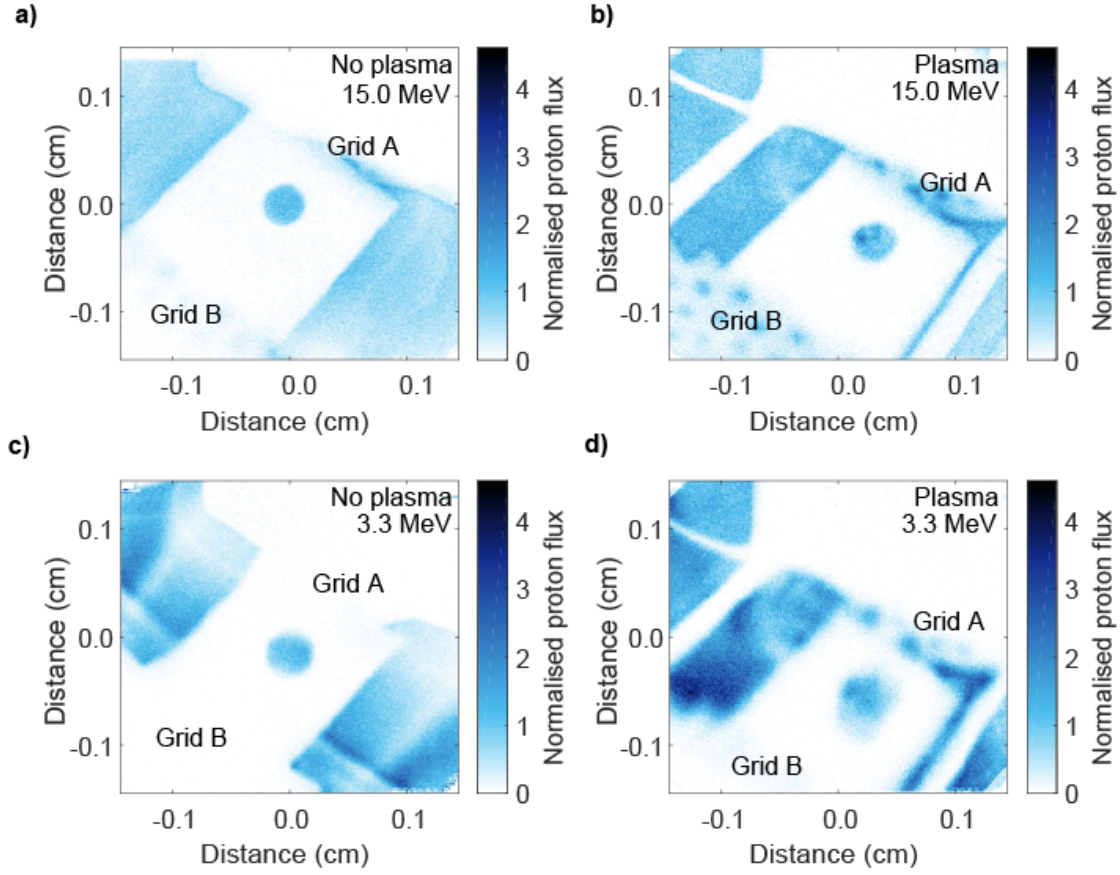 a)
No plasma
15.0 MeV
Grid A
Grid B
0.1
0.0
-0.1
Distance (cm)
-0.1
0.0
0.1
Distance (cm)
4
3
2
1
0
Normalised proton flux
b)
Plasma
15.0 MeV
Grid A
Grid B
0.1
0.0
-0.1
Distance (cm)
-0.1
0.0
0.1
Distance (cm)
4
3
2
1
0
Normalised proton flux
c)
No plasma
3.3 MeV
Grid A
Grid B
0.1
0.0
-0.1
Distance (cm)
-0.1
0.0
0.1
Distance (cm)
4
3
2
1
0
Normalised proton flux
d)
Plasma
3.3 MeV
Grid A
Grid B
0.1
0.0
-0.1
Distance (cm)
-0.1
0.0
0.1
Distance (cm)
4
3
2
1
0
Normalised proton flux